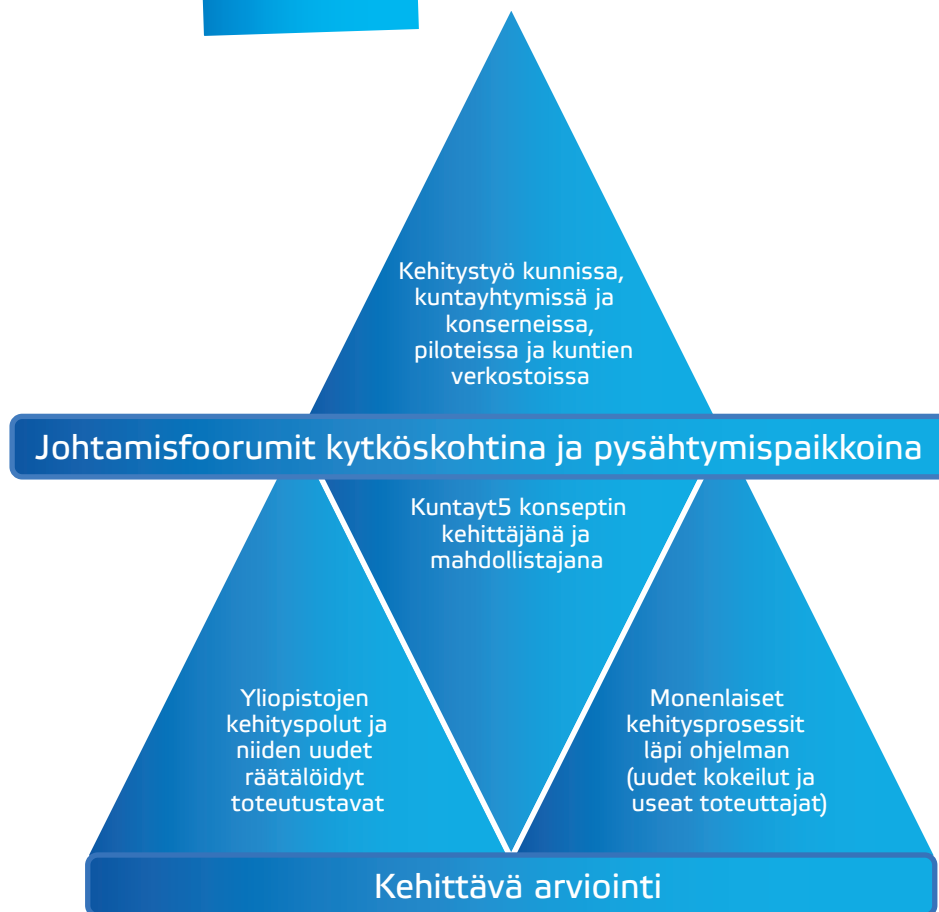 Kehitystyö kunnissa,
kuntayhtymissä ja
konserneissa,
piloteissa ja kuntien
verkostoissa
Johtamisfoorumit kytköskohtina ja pysähtymispaikkoina
Kuntayt5 konseptin
kehittäjänä ja
mahdollistajana
Yliopistojen
kehityspolut ja
niiden uudet
räätälöidyt
toteutustavat
Monenlaiset
kehitysprosessit
läpi ohjelman
(uudet kokeilut ja
useat toteuttajat)
Kehittävä arviointi